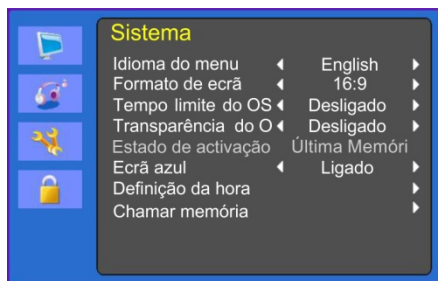 Sistema
Idioma do menu English
Formato de ecrã 16:9
Tempo limite do OS Desligado
Transparência do O Desligado
Estado de activação Última Memóri
Ecrã azul Ligado
Definição da hora
Chamar memória